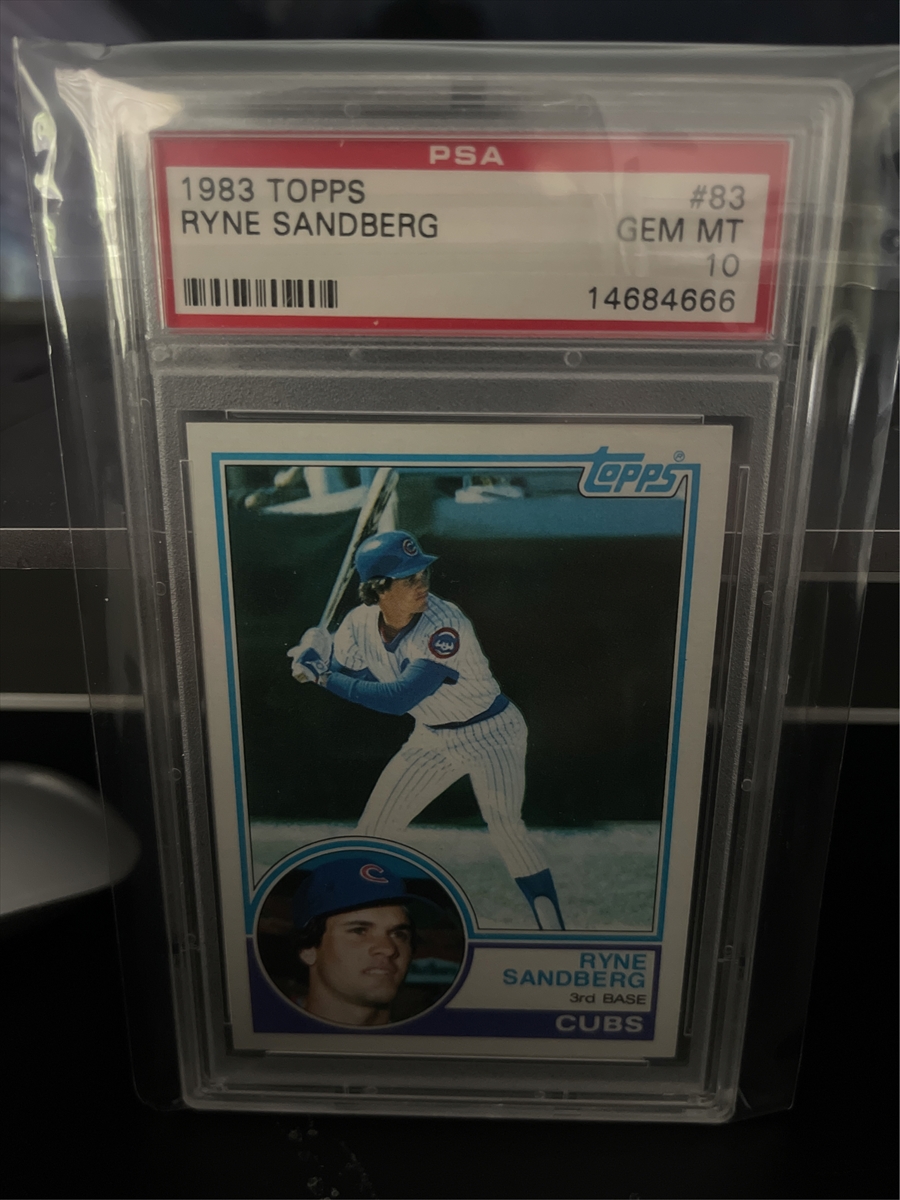 PSA
1983 TOPPS #83
RYNE SANDBERG GEM MT
10
14684666
topps®
C
C
RYNE
SANDBERG
3rd BASE
CUBS